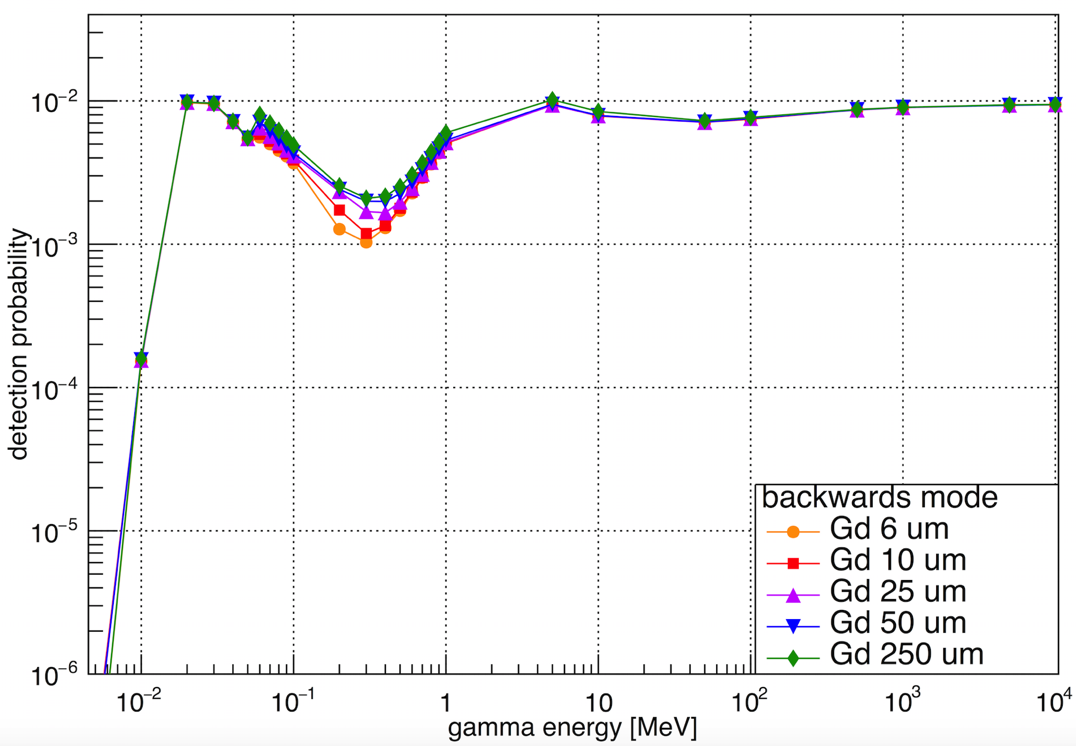 detection probability
10⁻²
10⁻³
10⁻⁴
10⁻⁵
10⁻⁶
backwards mode
Gd 6 um
Gd 10 um
Gd 25 um
Gd 50 um
Gd 250 um
10⁻² 10⁻¹ 1 10 10² 10³ 10⁴
gamma energy [MeV]